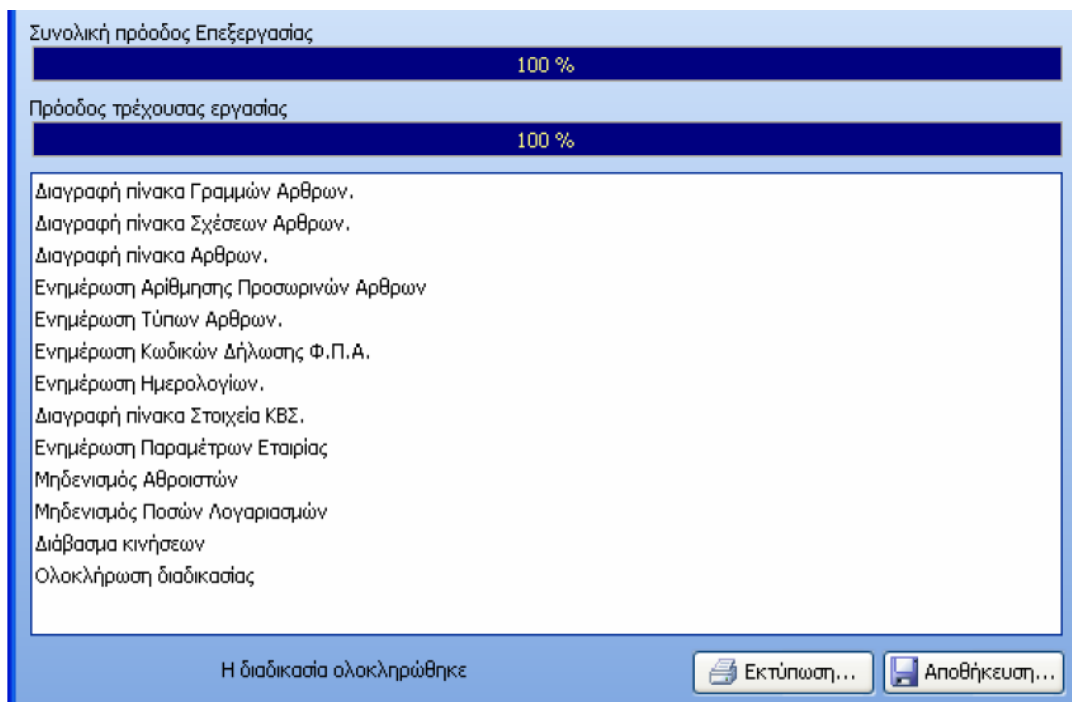 Συνολική πρόοδος Επεξεργασίας
100 %
Πρόοδος τρέχουσας εργασίας
100 %
Διαγραφή πίνακα Γραμμών Αρθρων.
Διαγραφή πίνακα Σχέσεων Αρθρων.
Διαγραφή πίνακα Αρθρων.
Ενημέρωση Αρίθμησης Προσωρινών Αρθρων
Ενημέρωση Τύπων Αρθρων.
Ενημέρωση Κωδικών Δήλωσης Φ.Π.Α.
Ενημέρωση Ημερολογίων.
Διαγραφή πίνακα Στοιχεία ΚΒΣ.
Ενημέρωση Παραμέτρων Εταιρίας
Μηδενισμός Αθροιστών
Μηδενισμός Ποσών Λογαριασμών
Διάβασμα κινήσεων
Ολοκλήρωση διαδικασίας
Η διαδικασία ολοκληρώθηκε
Εκτύπωση...
Αποθήκευση...